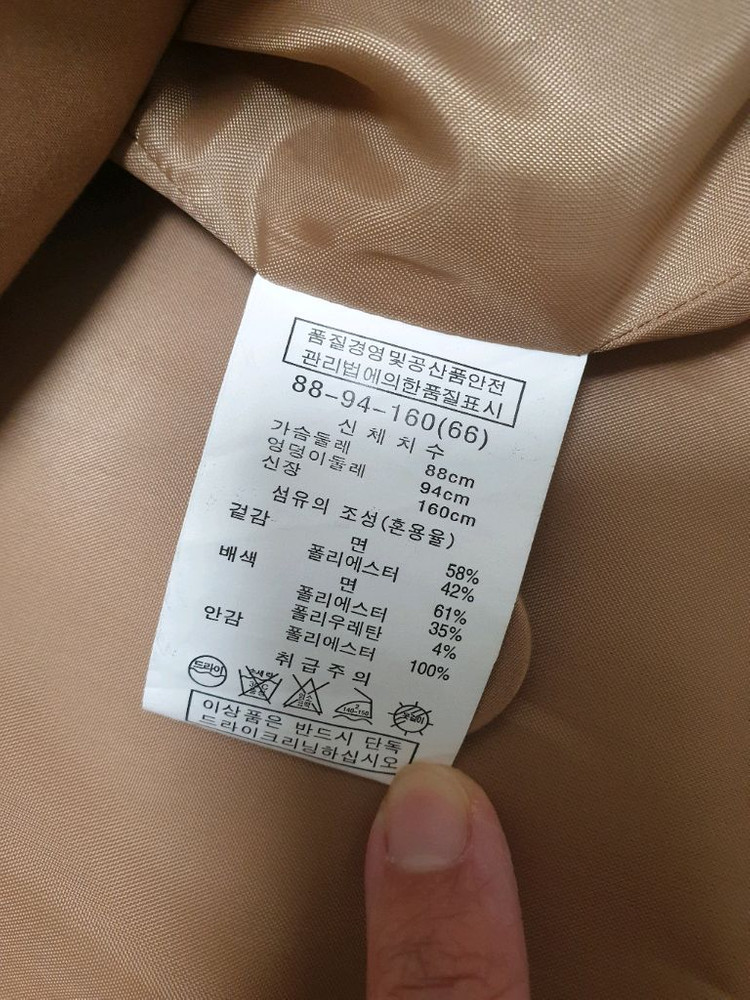 품질경영및공산품안전
관리법에의한품질표시
88-94-160(66)
신체치수
가슴둘레 88cm
엉덩이둘레 94cm
신장 160cm
섬유의 조성(혼용율)
겉감 면 58%
폴리에스터 42%
배색 면 61%
폴리에스터 35%
폴리우레탄 4%
안감 폴리에스터 100%
취급주의
드라이 140-150
이상품은 반드시 단독
드라이크리닝하십시오